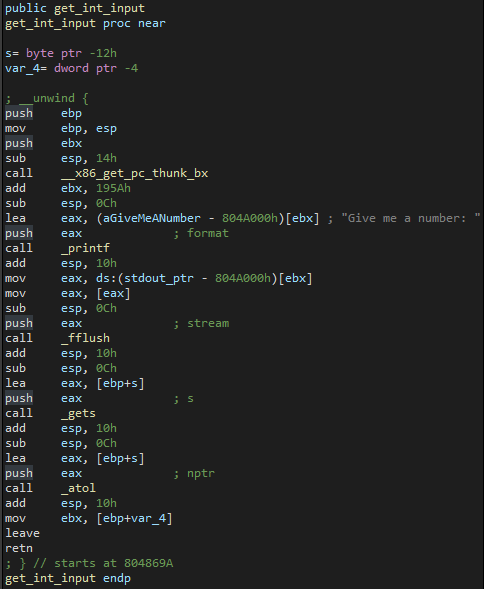 public get_int_input
get_int_input proc near
s= byte ptr -12h
var_4= dword ptr -4
; __unwind {
push ebp
mov ebp, esp
push ebx
sub esp, 14h
call __x86_get_pc_thunk_bx
add ebx, 195Ah
sub esp, 0Ch
lea eax, (aGiveMeANumber - 804A000h)[ebx] ; "Give me a number: "
push eax ; format
call _printf
add esp, 10h
mov eax, ds:(stdout_ptr - 804A000h)[ebx]
mov eax, [eax]
sub esp, 0Ch
push eax ; stream
call _fflush
add esp, 10h
sub esp, 0Ch
lea eax, [ebp+s]
push eax ; s
call _gets
add esp, 10h
sub esp, 0Ch
lea eax, [ebp+s]
push eax ; nptr
call _atol
add esp, 10h
mov ebx, [ebp+var_4]
leave
retn
; } // starts at 804869A
get_int_input endp